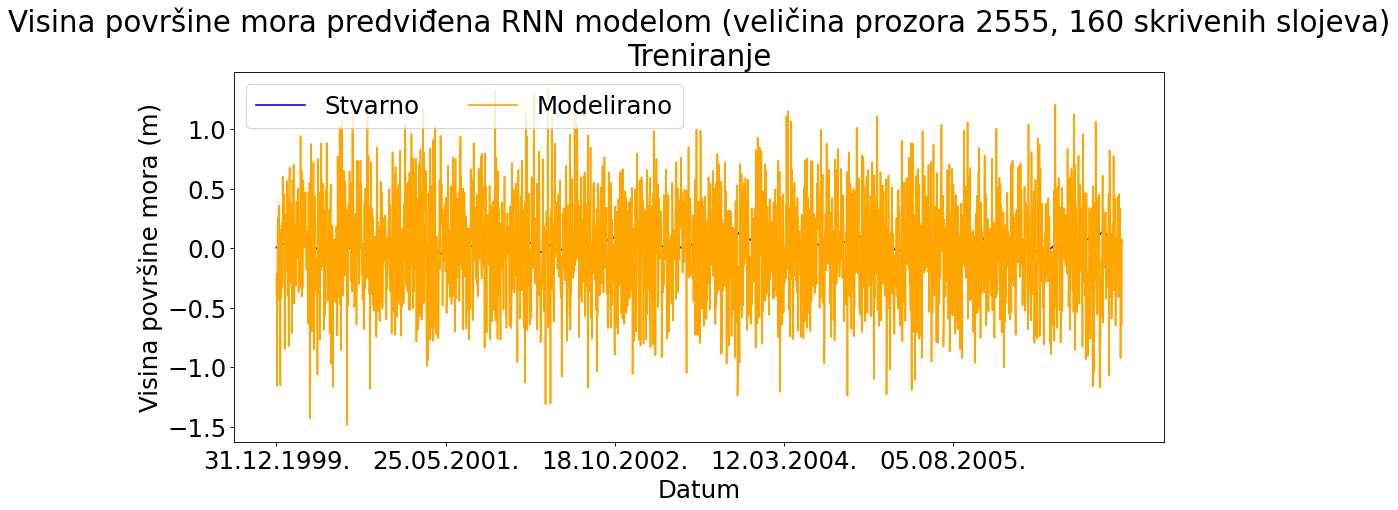 Visina površine mora predviđena RNN modelom (veličina prozora 2555, 160 skrivenih slojeva)
Treniranje
Stvarno
Modelirano
Visina površine mora (m)
1.0
0.5
0.0
−0.5
−1.0
−1.5
31.12.1999.
25.05.2001.
18.10.2002.
12.03.2004.
05.08.2005.
Datum